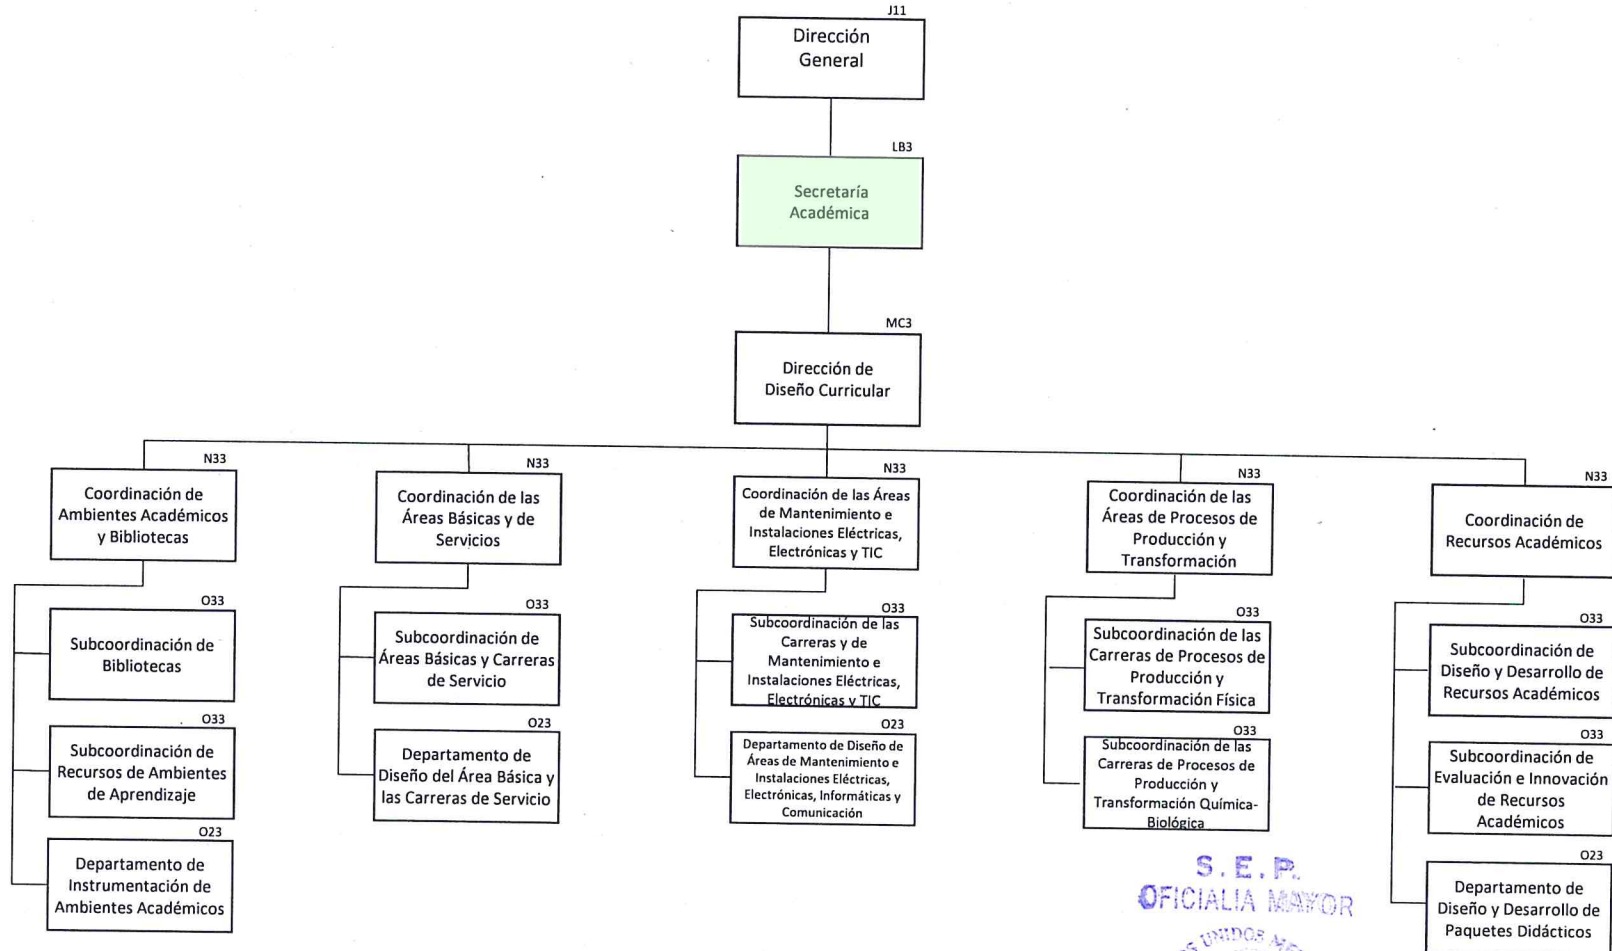 J11
Dirección
General
LB3
Secretaría
Académica
MC3
Dirección de
Diseño Curricular
N33
Coordinación de
Ambientes Académicos
y Bibliotecas
N33
Coordinación de las
Áreas Básicas y de
Servicios
N33
Coordinación de las Áreas
de Mantenimiento e
Instalaciones Eléctricas,
Electrónicas y TIC
N33
Coordinación de las
Áreas de Procesos de
Producción y
Transformación
N33
Coordinación de
Recursos Académicos
O33
Subcoordinación de
Bibliotecas
O33
Subcoordinación de
Recursos de Ambientes
de Aprendizaje
O23
Departamento de
Instrumentación de
Ambientes Académicos
O33
Subcoordinación de
Áreas Básicas y Carreras
de Servicio
O23
Departamento de
Diseño del Área Básica y
las Carreras de Servicio
O33
Subcoordinación de las
Carreras y de
Mantenimiento e
Instalaciones Eléctricas,
Electrónicas y TIC
O23
Departamento de Diseño de
Áreas de Mantenimiento e
Instalaciones Eléctricas,
Electrónicas, Informáticas y
Comunicación
O33
Subcoordinación de las
Carreras de Procesos de
Producción y
Transformación Física
O33
Subcoordinación de las
Carreras de Procesos de
Producción y
Transformación Química-
Biológica
O33
Subcoordinación de
Diseño y Desarrollo de
Recursos Académicos
O33
Subcoordinación de
Evaluación e Innovación
de Recursos
Académicos
O23
Departamento de
Diseño y Desarrollo de
Paquetes Didácticos
S.E.P.
OFICIALIA MAYOR
UNIDOS